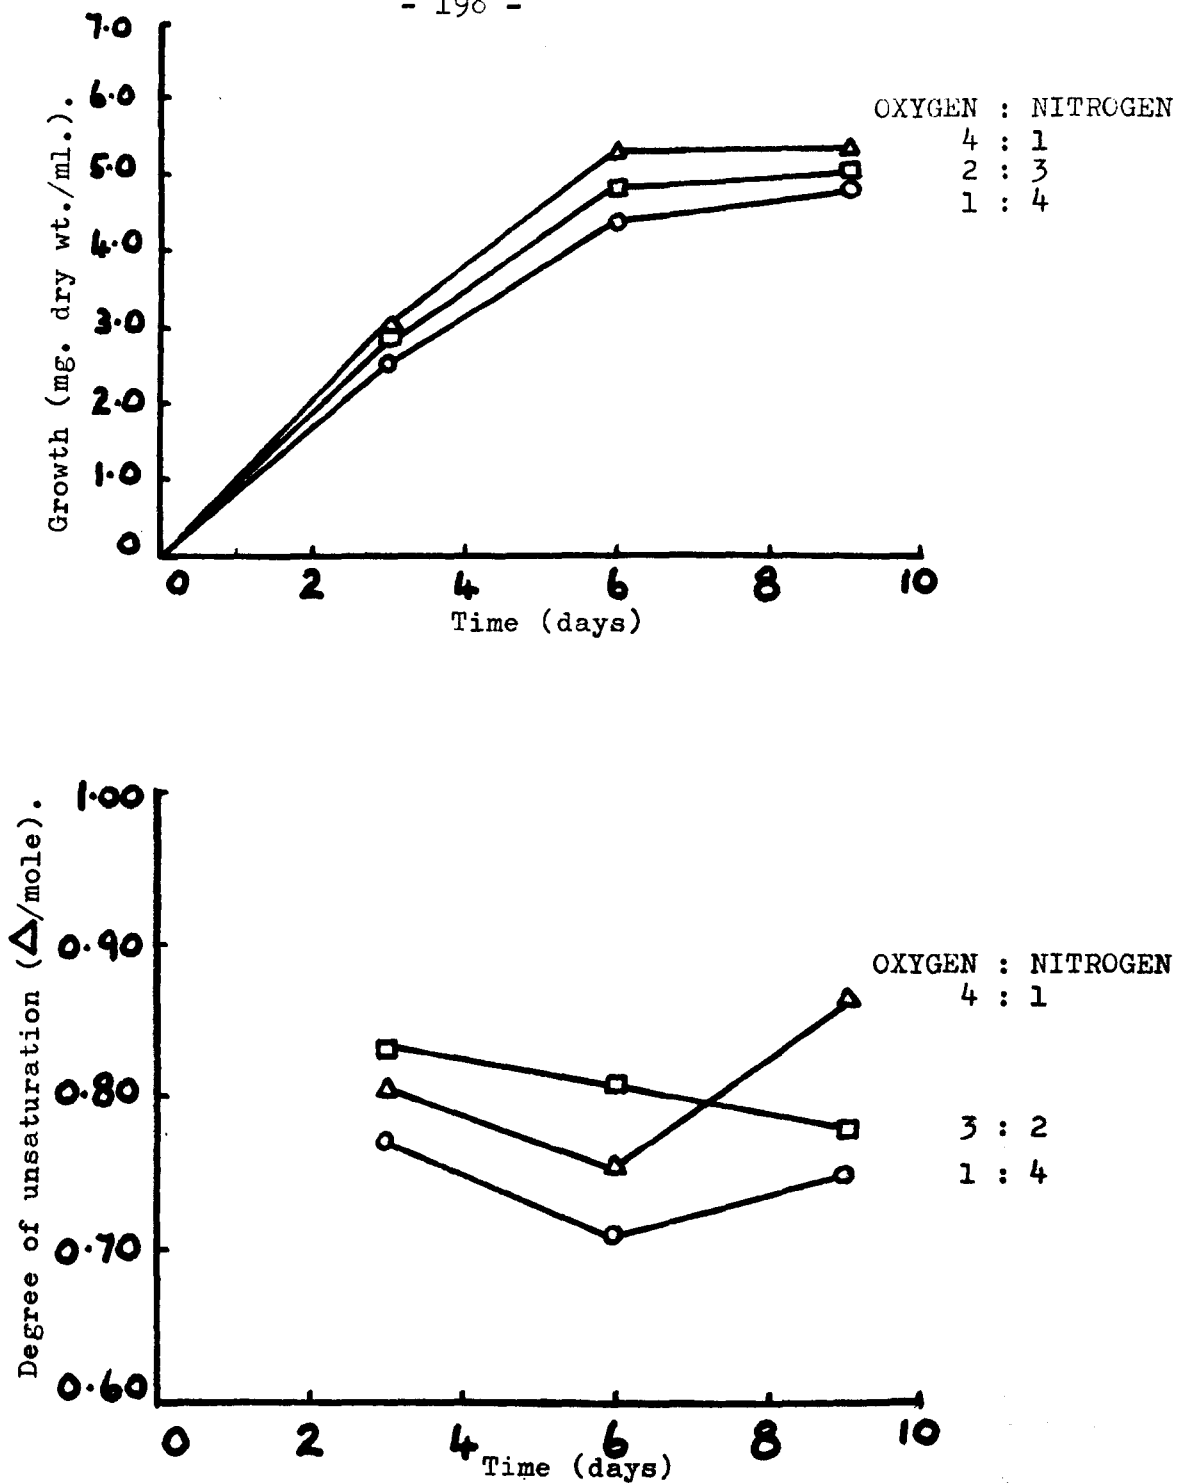 - 198 -
7.0
6.0
5.0
4.0
3.0
2.0
1.0
0
Growth (mg. dry wt./ml.).
OXYGEN : NITROGEN
4 : 1
2 : 3
1 : 4
0 2 4 6 8 10
Time (days)
1.00
0.90
0.80
0.70
0.60
Degree of unsaturation (Δ/mole).
OXYGEN : NITROGEN
4 : 1
3 : 2
1 : 4
0 2 4 6 8 10
Time (days)